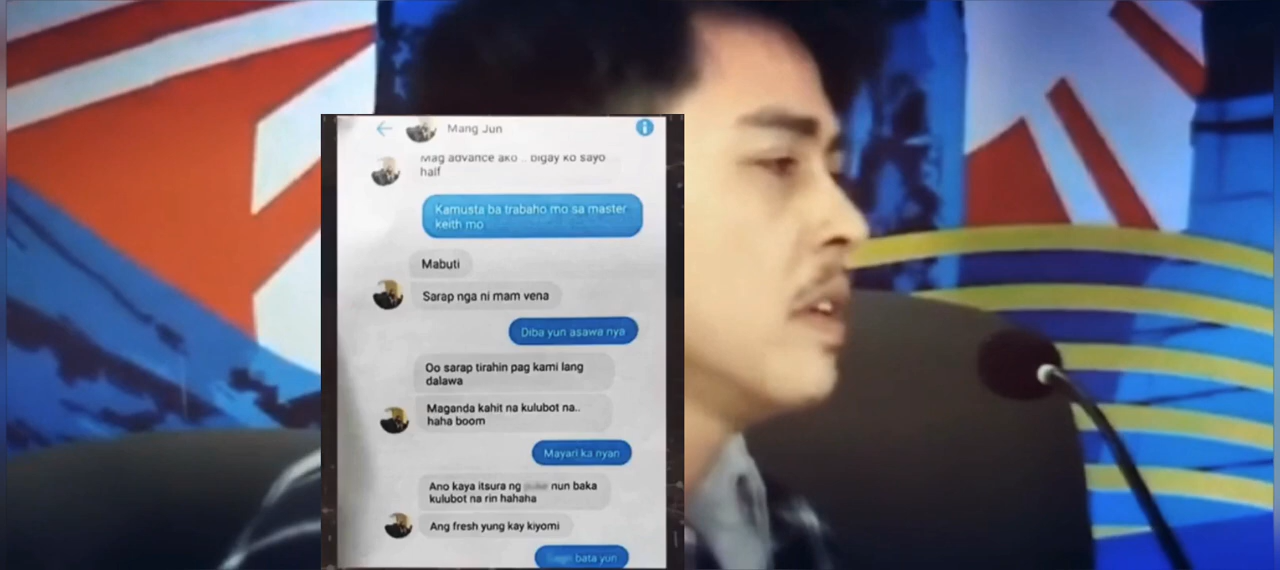 Mang Jun
Mag advance ako .. bigay ko sayo
half
Kamusta ba trabaho mo sa master
keith mo
Mabuti
Sarap nga ni mam vena
Diba yun asawa nya
Oo sarap tirahin pag kami lang
dalawa
Maganda kahit na kulubot na..
haha boom
Mayari ka nyan
Ano kaya itsura ng nun baka
kulubot na rin hahaha
Ang fresh yung kay kiyomi
bata yun